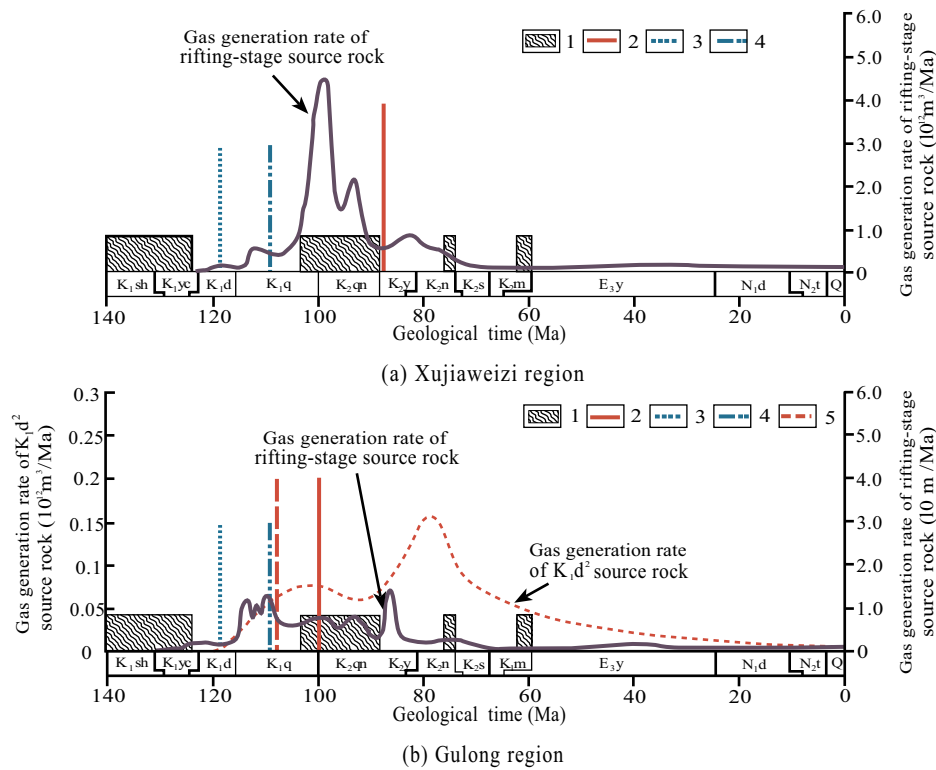 Gas generation rate of
rifting-stage source rock
1 2 3 4
6.0
5.0
4.0
3.0
2.0
1.0
0
Gas generation rate of rifting-stage
source rock (10¹²m³/Ma)
K₁sh K₁yc K₁d K₁q K₂qn K₂y K₂n K₂s K₂m E₃y N₁d N₂t Q
140 120 100 80 60 40 20 0
Geological time (Ma)
(a) Xujiaweizi region
0.3
0.25
0.2
0.15
0.1
0.05
0
Gas generation rate of K₁d²
source rock (10¹²m³/Ma)
1 2 3 4 5
Gas generation rate of
rifting-stage source rock
Gas generation rate
of K₁d² source rock
6.0
5.0
4.0
3.0
2.0
1.0
0
Gas generation rate of rifting-stage
source rock (10 m /Ma)
K₁sh K₁yc K₁d K₁q K₂qn K₂y K₂n K₂s K₂m E₃y N₁d N₂t Q
140 120 100 80 60 40 20 0
Geological time (Ma)
(b) Gulong region